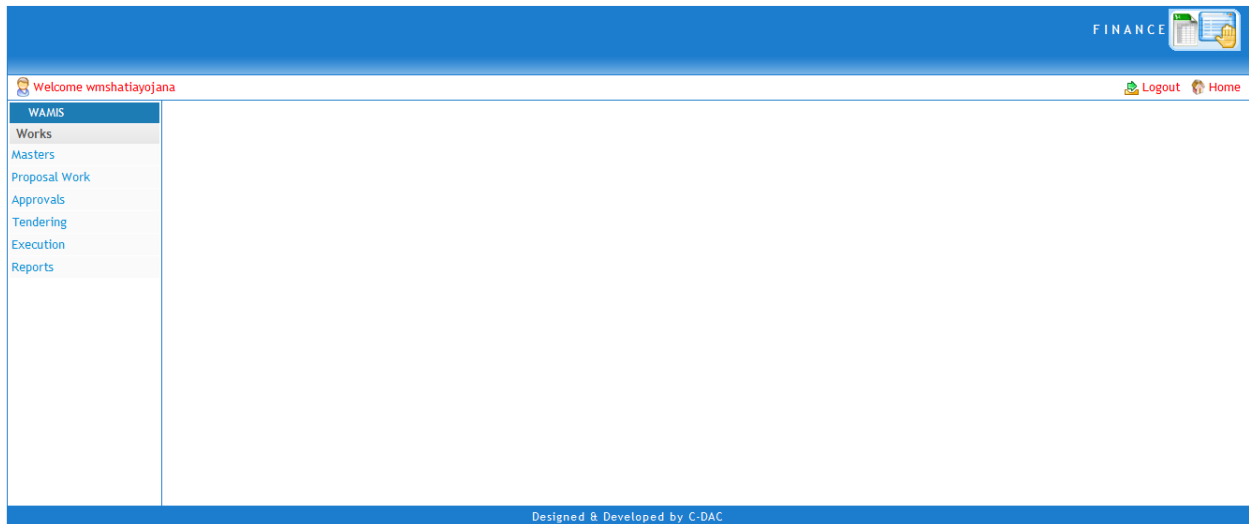 FINANCE
Welcome wmshatiayojana
Logout Home
WAMIS
Works
Masters
Proposal Work
Approvals
Tendering
Execution
Reports
Designed & Developed by C-DAC